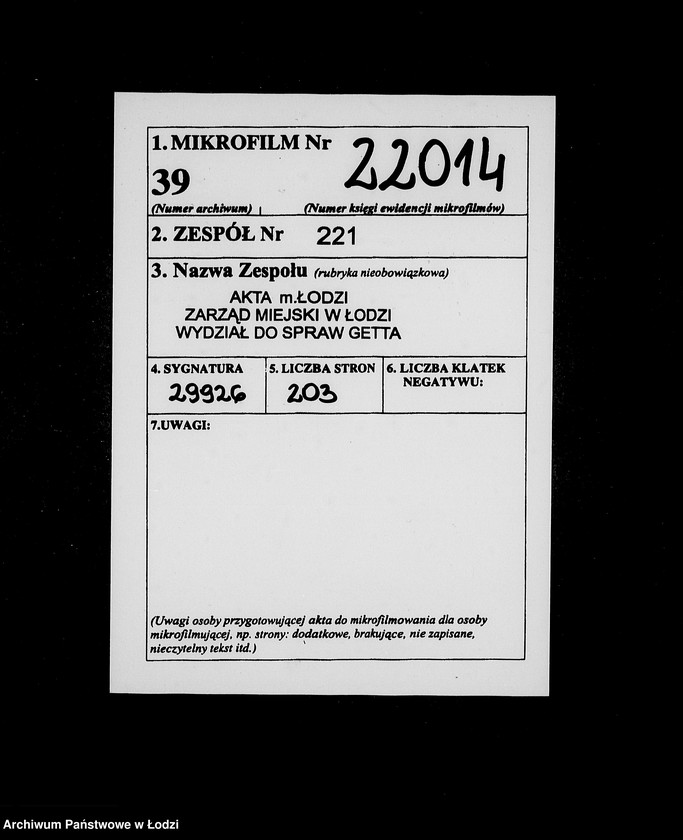 1. MIKROFILM Nr 22014
39
(Numer archiwum) (Numer księgi ewidencji mikrofilmów)
2. ZESPÓŁ Nr 221
3. Nazwa Zespołu (rubryka nieobowiązkowa)
AKTA m.ŁODZI
ZARZĄD MIEJSKI W ŁODZI
WYDZIAŁ DO SPRAW GETTA
4. SYGNATURA 5. LICZBA STRON 6. LICZBA KLATEK
NEGATYWU:
29926 203
7.UWAGI:
(Uwagi osoby przygotowującej akta do mikrofilmowania dla osoby
mikrofilmującej, np. strony: dodatkowe, brakujące, nie zapisane,
nieczytelny tekst itd.)
Archiwum Państwowe w Łodzi